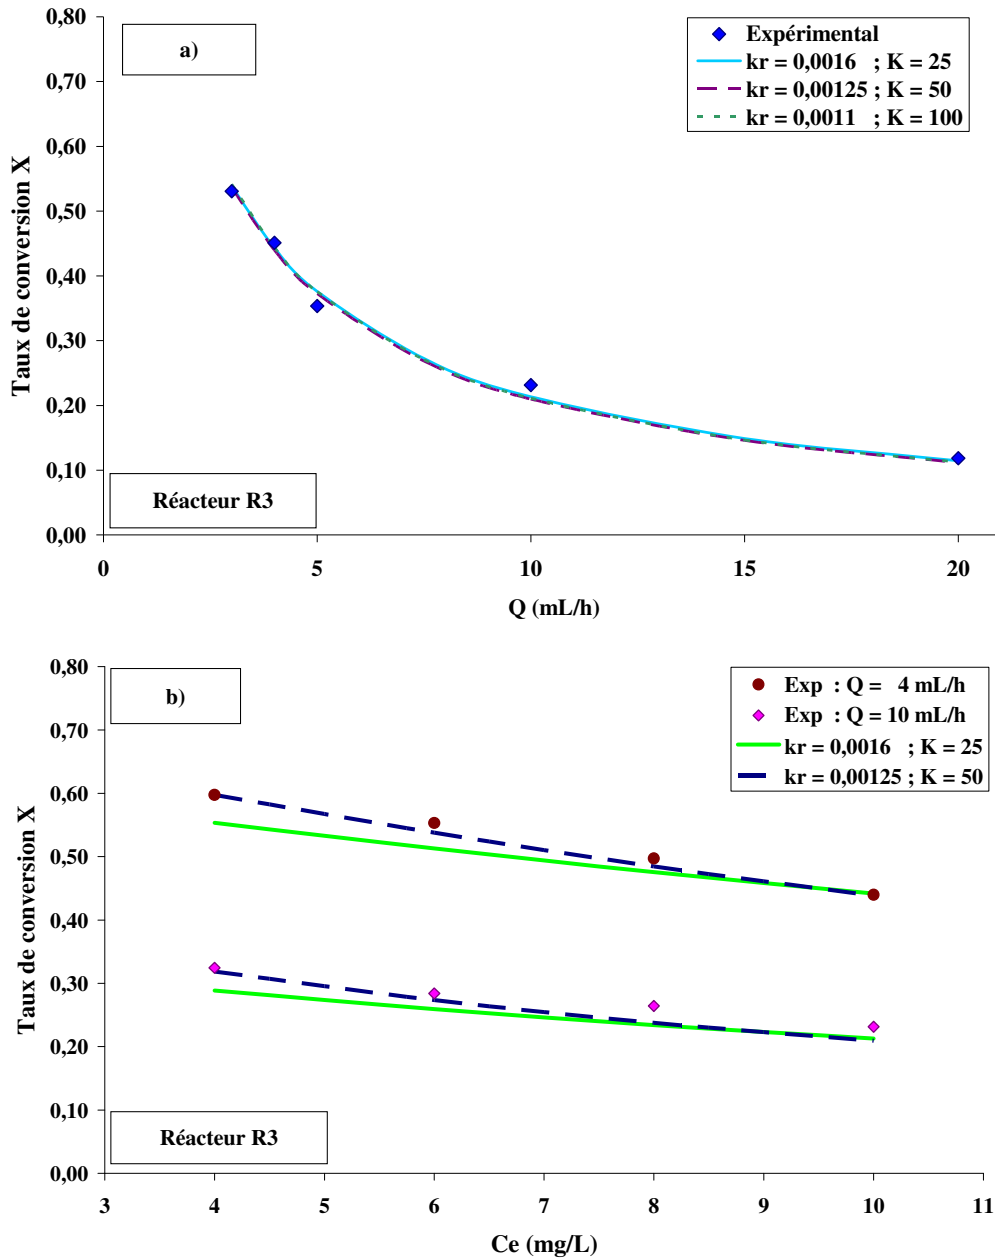 a)
Expérimental
kr = 0,0016 ; K = 25
kr = 0,00125 ; K = 50
kr = 0,0011 ; K = 100
Taux de conversion X
0,80
0,70
0,60
0,50
0,40
0,30
0,20
0,10
0,00
Réacteur R3
0 5 10 15 20
Q (mL/h)
b)
Exp : Q = 4 mL/h
Exp : Q = 10 mL/h
kr = 0,0016 ; K = 25
kr = 0,00125 ; K = 50
Taux de conversion X
0,80
0,70
0,60
0,50
0,40
0,30
0,20
0,10
0,00
Réacteur R3
3 4 5 6 7 8 9 10 11
Ce (mg/L)